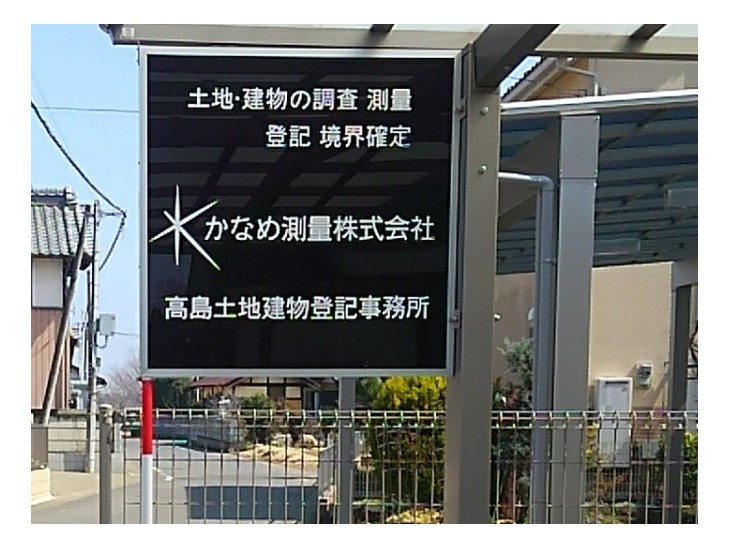 土地・建物の調査 測量
登記 境界確定
かなめ測量株式会社
高島土地建物登記事務所